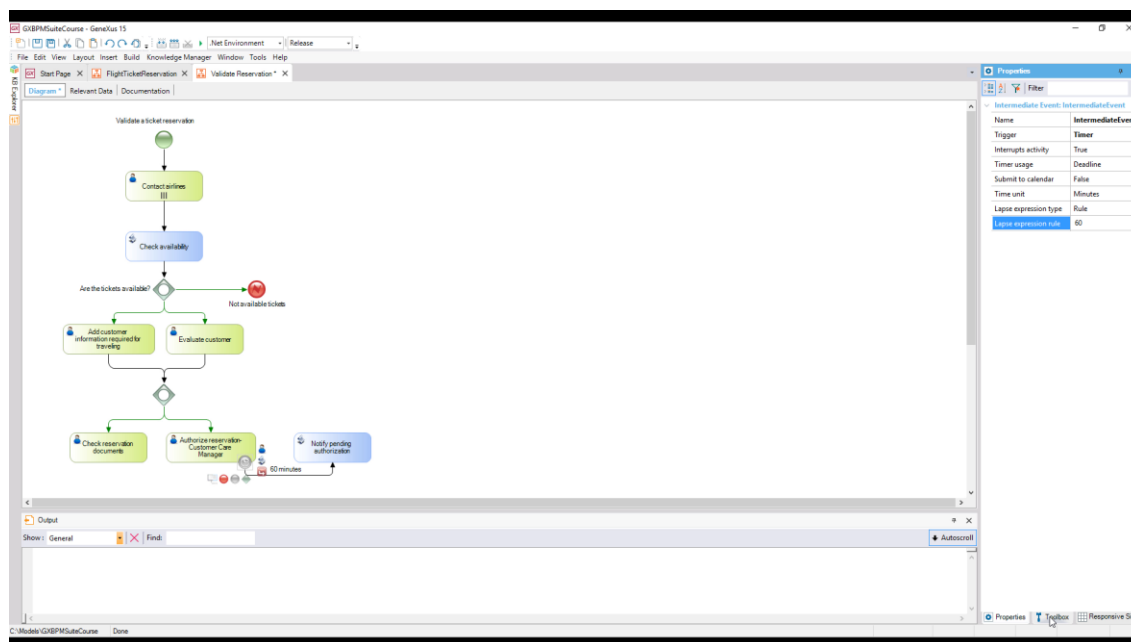 GXBPMSuiteCourse - GeneXus 15
.Net Environment Release
File Edit View Layout Insert Build Knowledge Manager Window Tools Help
Start Page X FlightTicketReservation X Validate Reservation * X
Diagram * Relevant Data Documentation
KB Explorer
Validate a ticket reservation
Contact airlines
Check availability
Are the tickets available?
Not available tickets
Add customer
information required for
traveling
Evaluate customer
Check reservation
documents
Authorize reservation-
Customer Care
Manager
Notify pending
authorization
60 minutes
Output
Show: General Find:
Autoscroll
C:\Models\GXBPMSuiteCourse Done
Properties
Filter
Intermediate Event: IntermediateEvent
Name IntermediateEver
Trigger Timer
Interrupts activity True
Timer usage Deadline
Submit to calendar False
Time unit Minutes
Lapse expression type Rule
Lapse expression rule 60
Properties Toolbox Responsive Si